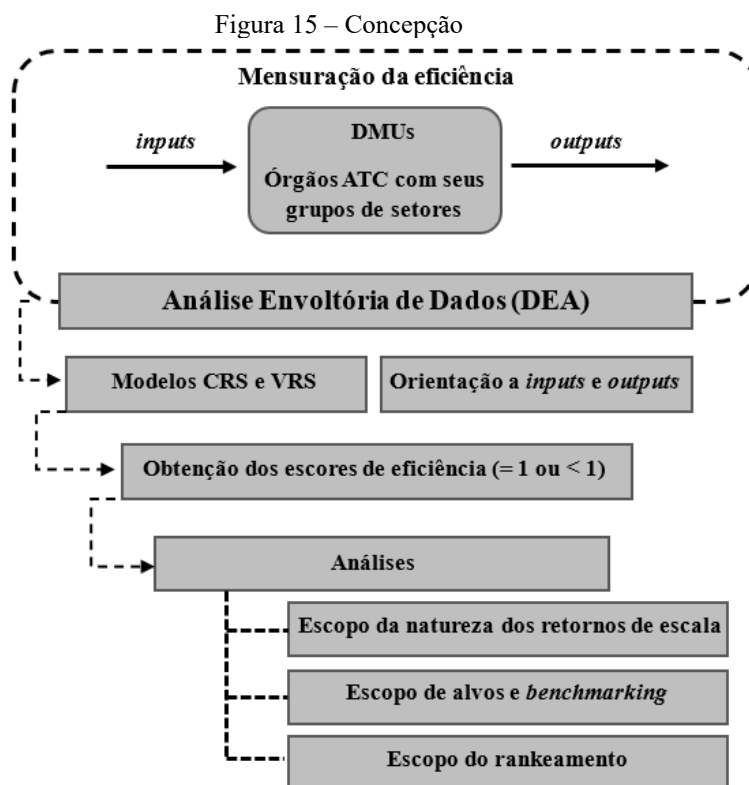 Figura 15 – Concepção
Mensuração da eficiência
inputs
DMUs
Órgãos ATC com seus
grupos de setores
outputs
Análise Envoltória de Dados (DEA)
Modelos CRS e VRS
Orientação a inputs e outputs
Obtenção dos escores de eficiência (= 1 ou < 1)
Análises
Escopo da natureza dos retornos de escala
Escopo de alvos e benchmarking
Escopo do rankeamento